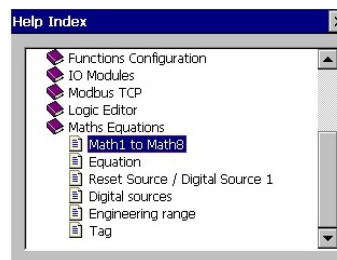 Help Index
Functions Configuration
IO Modules
Modbus TCP
Logic Editor
Maths Equations
Math1 to Math8
Equation
Reset Source / Digital Source 1
Digital sources
Engineering range
Tag